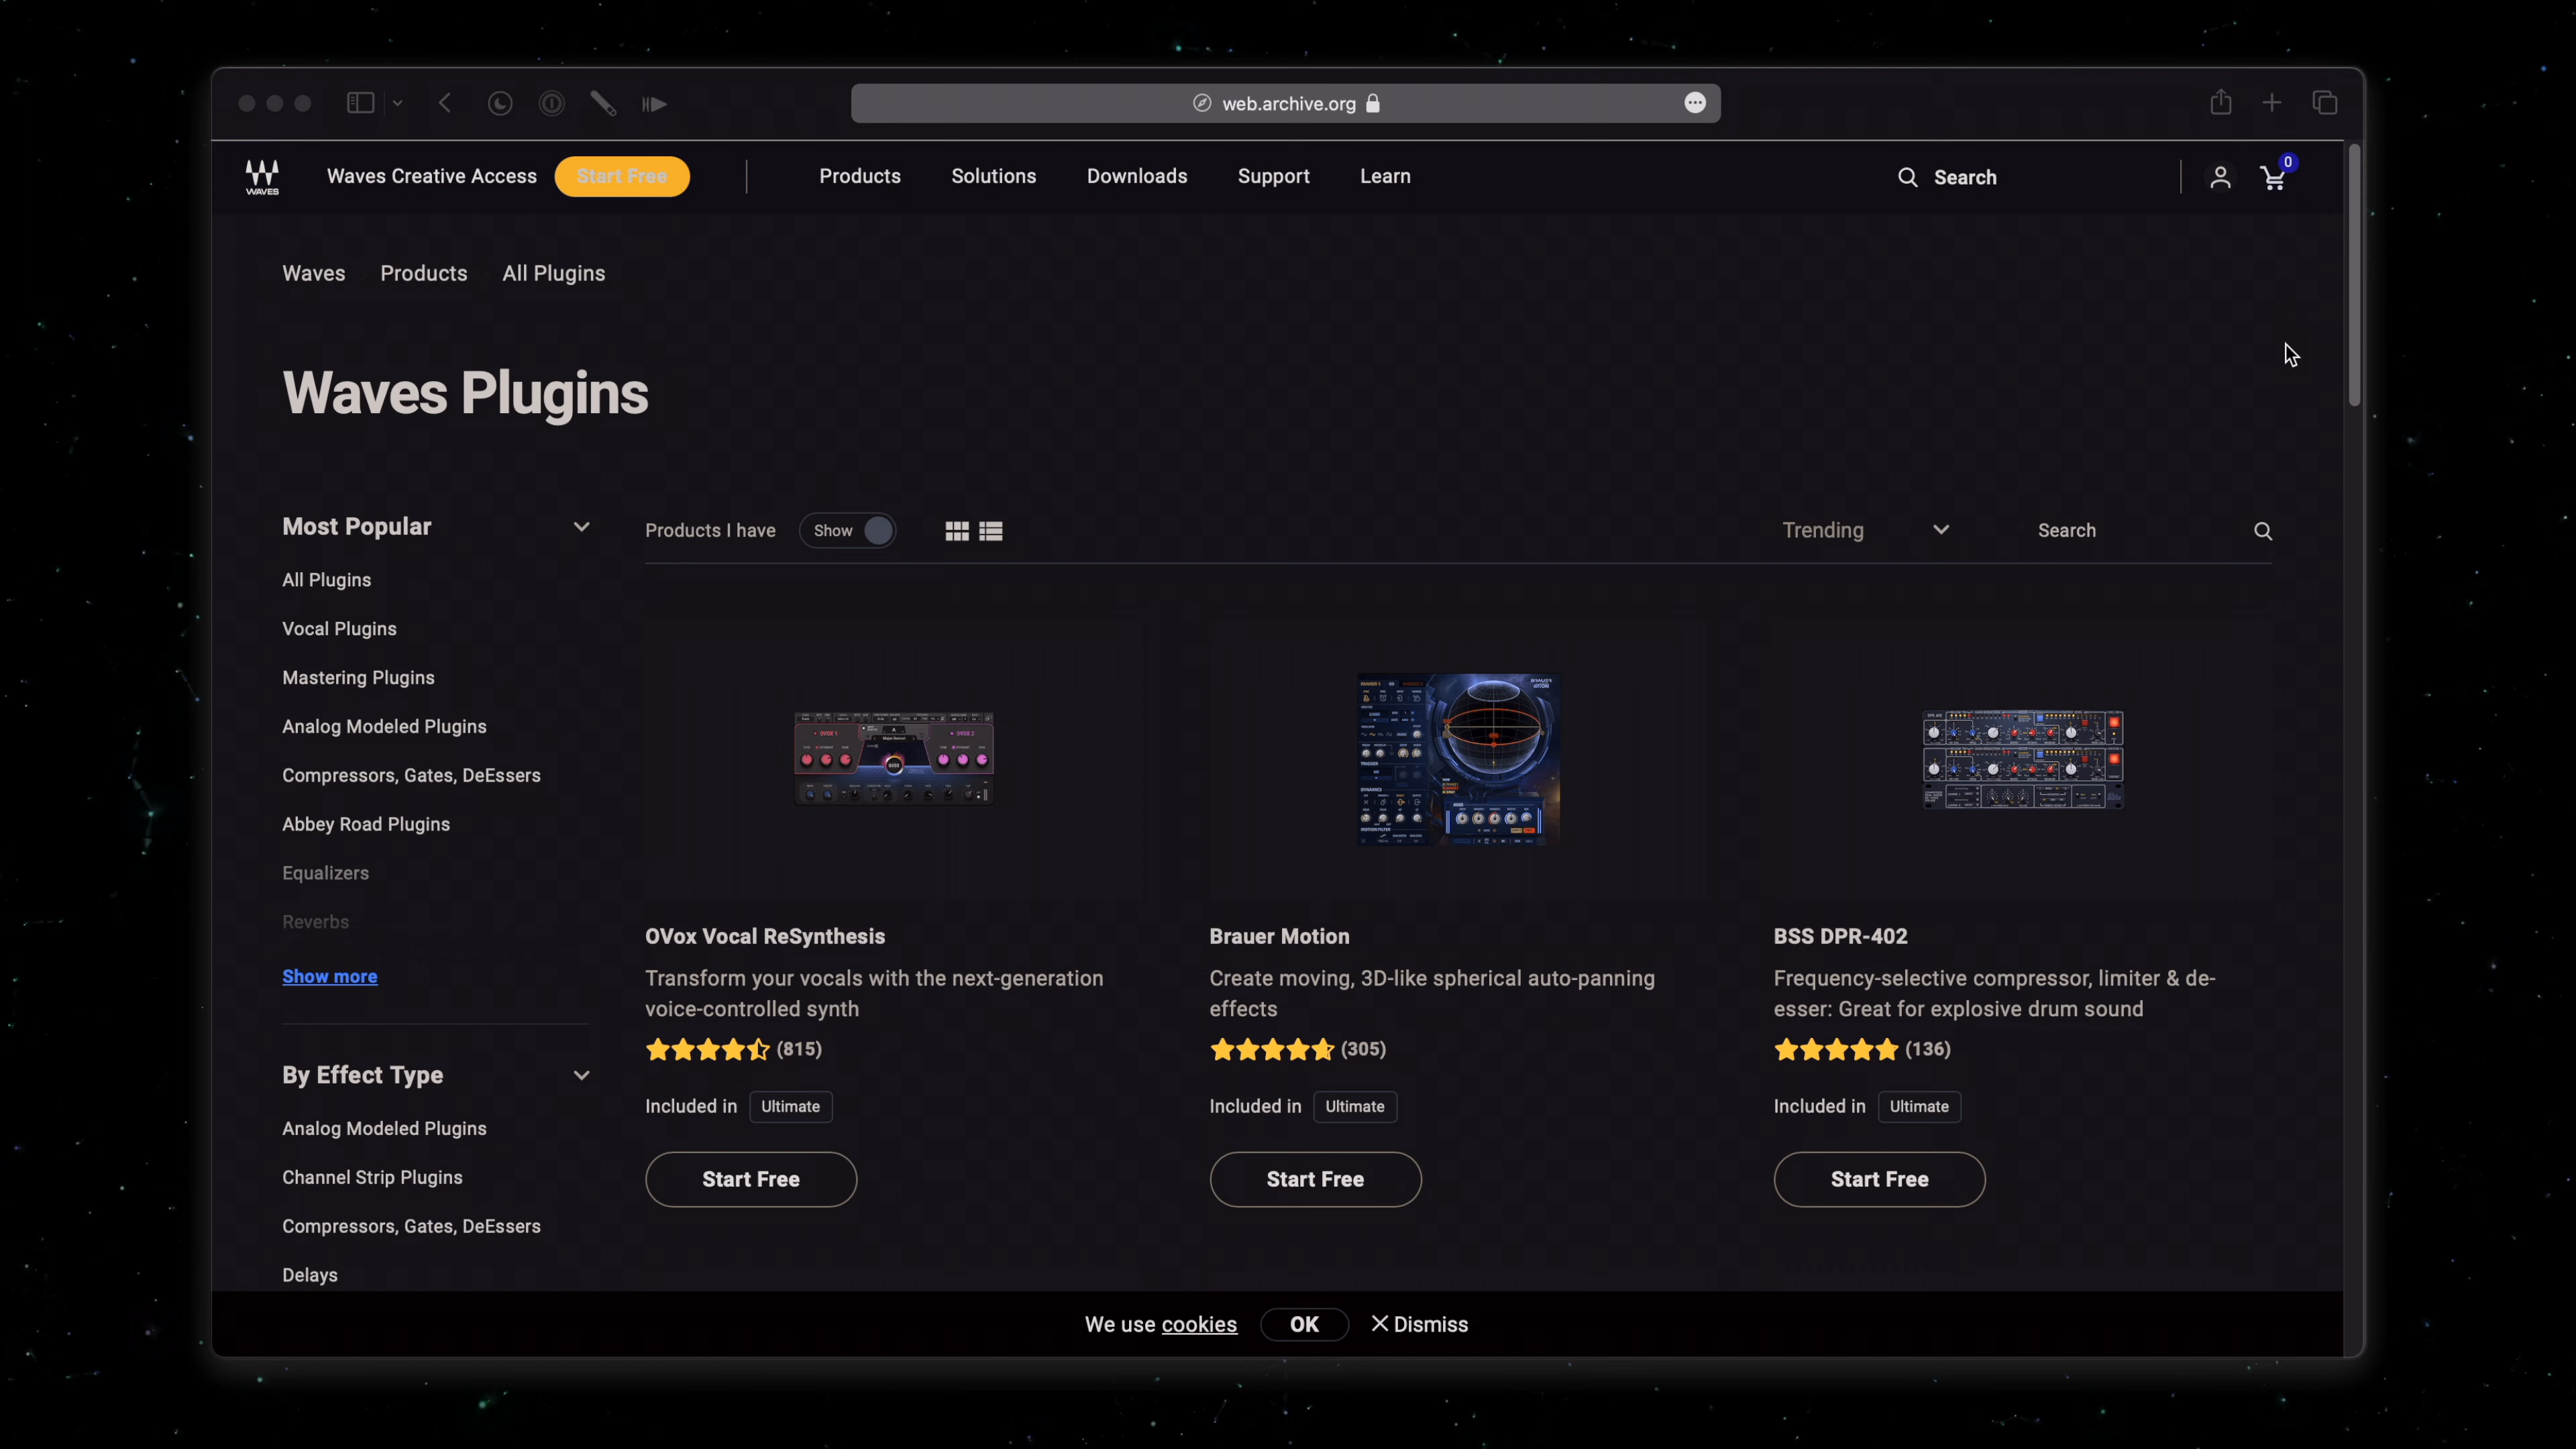 web.archive.org
WAVES
Waves Creative Access
Start Free
Products
Solutions
Downloads
Support
Learn
Search
0
Waves
Products
All Plugins
Waves Plugins
Most Popular
All Plugins
Vocal Plugins
Mastering Plugins
Analog Modeled Plugins
Compressors, Gates, DeEssers
Abbey Road Plugins
Equalizers
Reverbs
Show more
By Effect Type
Analog Modeled Plugins
Channel Strip Plugins
Compressors, Gates, DeEssers
Delays
Products I have
Show
Trending
Search
OVox Vocal ReSynthesis
Transform your vocals with the next-generation
voice-controlled synth
(815)
Included in
Ultimate
Start Free
Brauer Motion
Create moving, 3D-like spherical auto-panning
effects
(305)
Included in
Ultimate
Start Free
BSS DPR-402
Frequency-selective compressor, limiter & de-
esser: Great for explosive drum sound
(136)
Included in
Ultimate
Start Free
We use cookies
OK
Dismiss